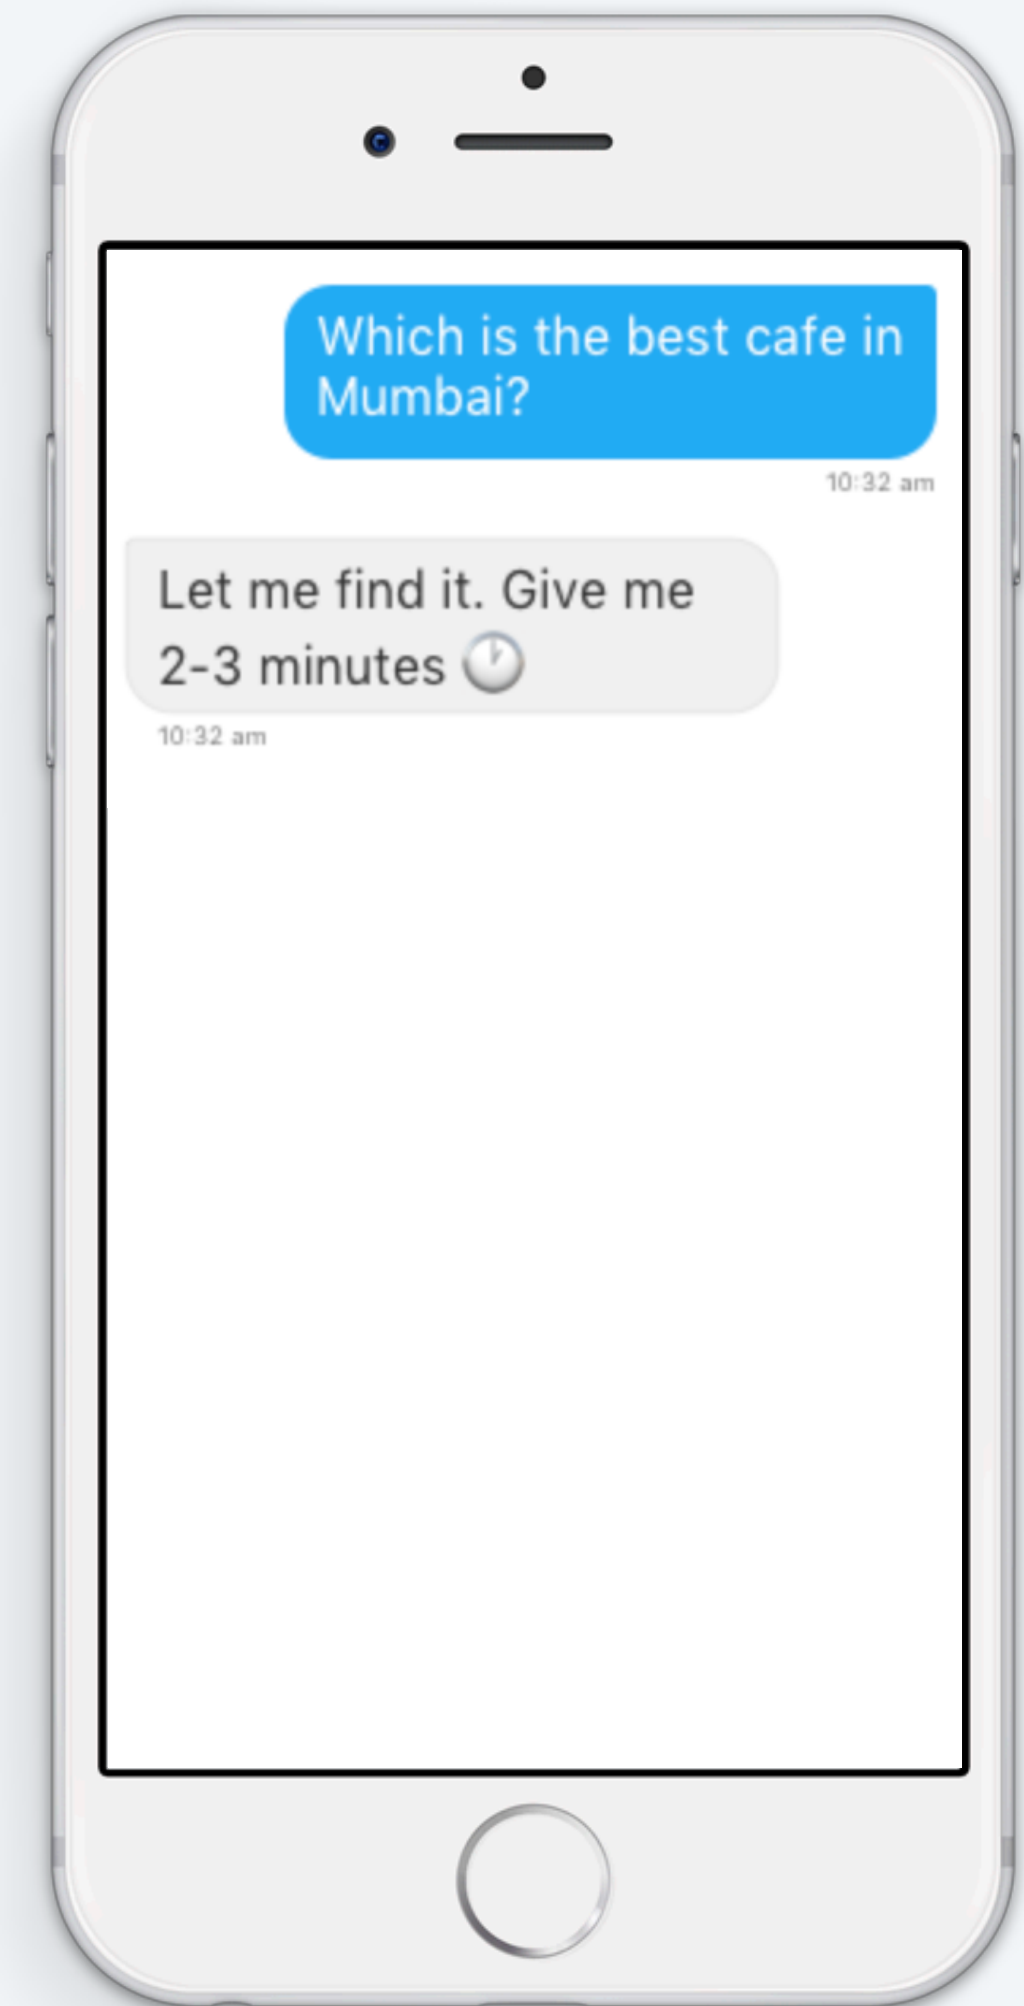 Which is the best cafe in
Mumbai?
10:32 am
Let me find it. Give me
2-3 minutes 🕐
10:32 am